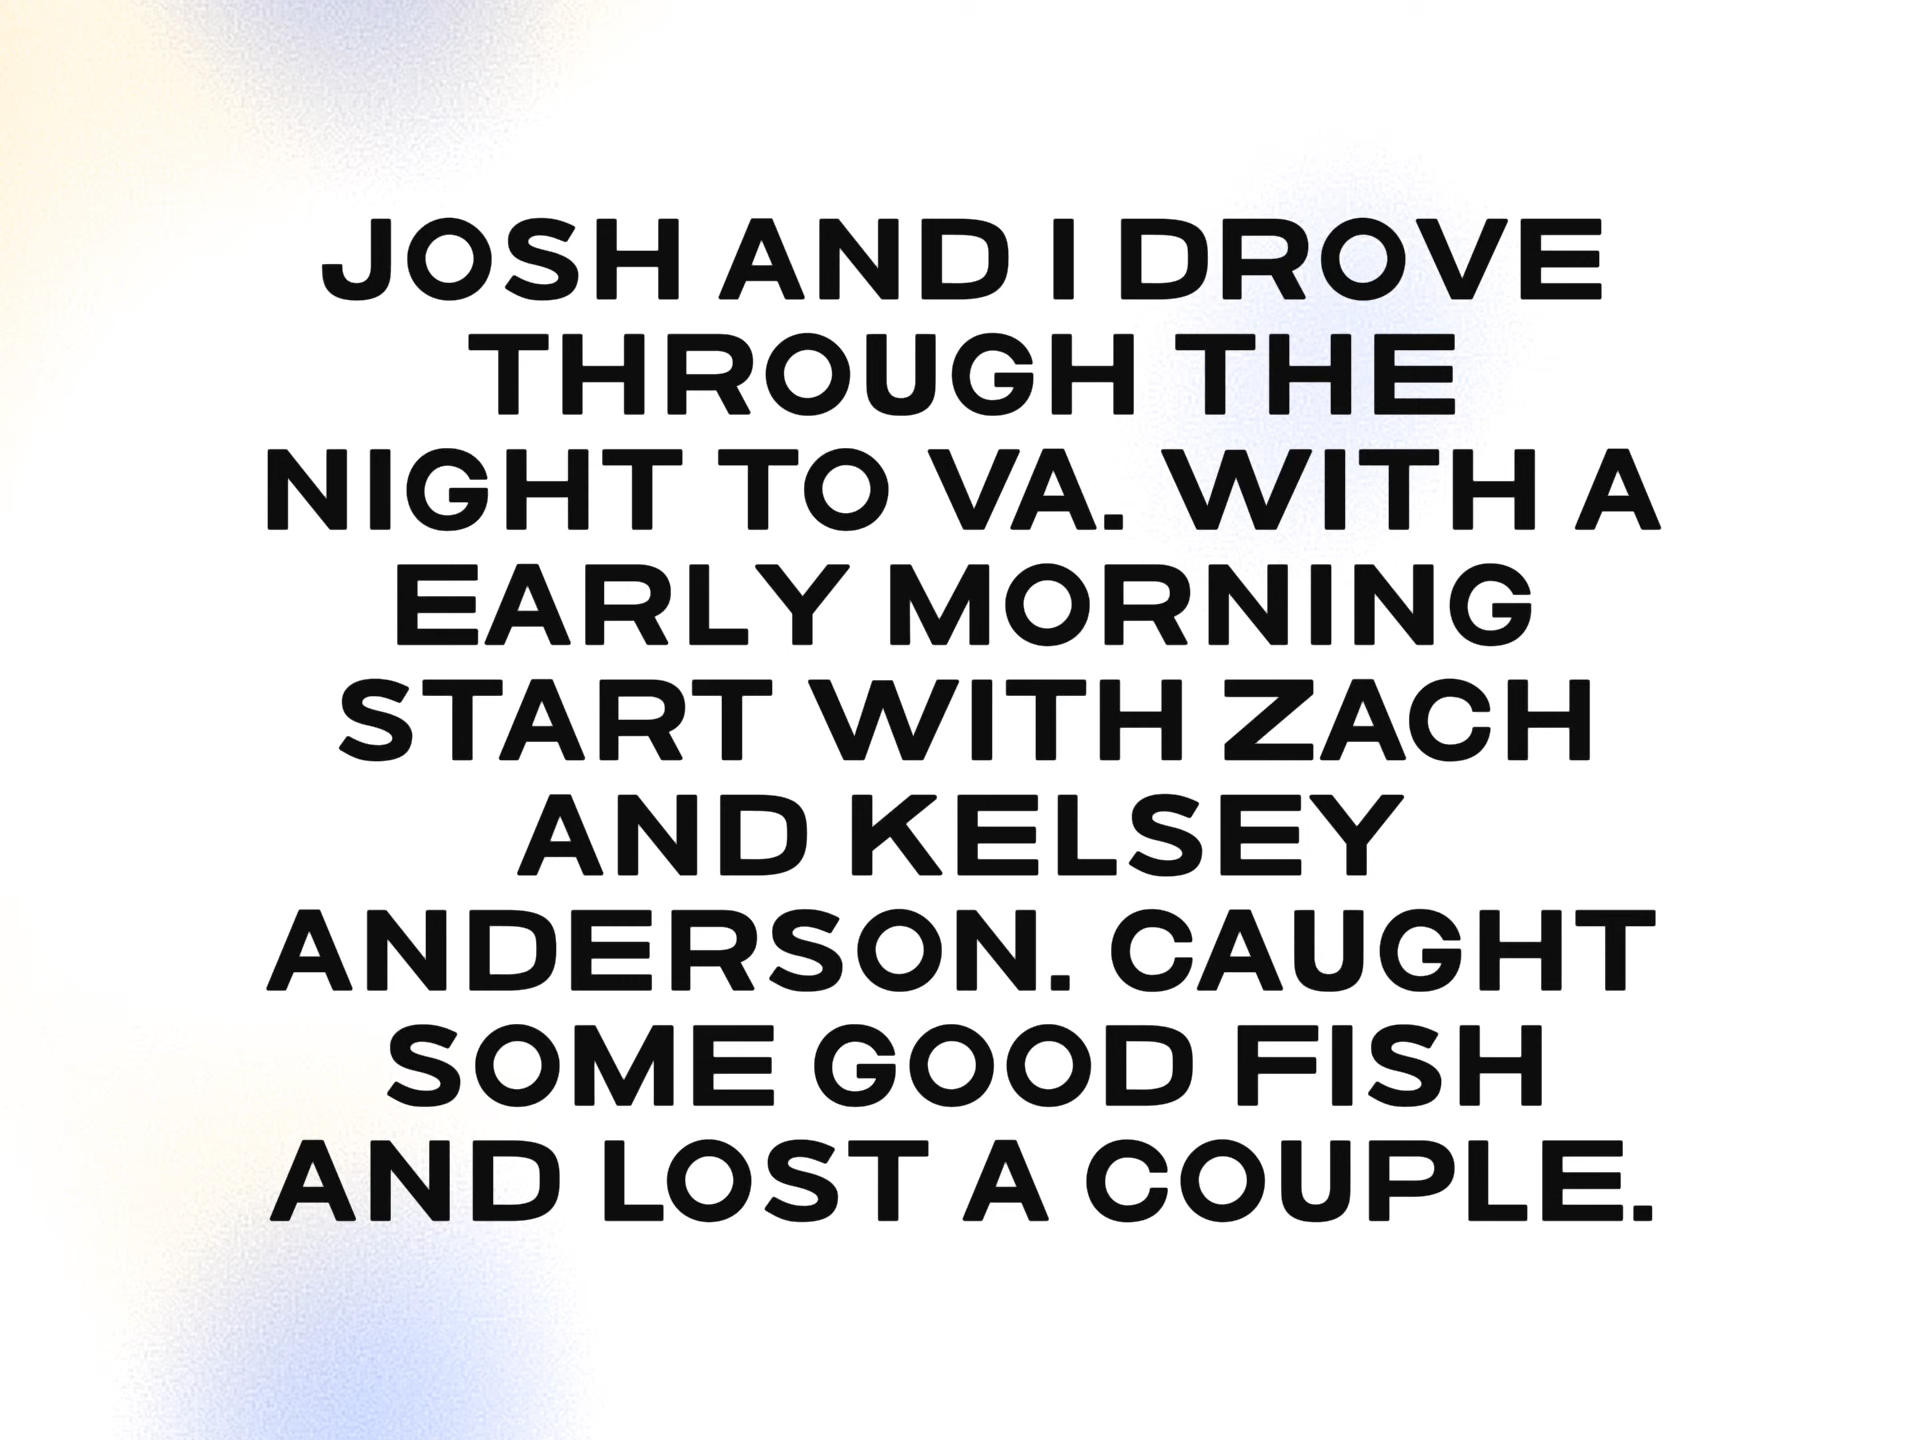 JOSH AND I DROVE
THROUGH THE
NIGHT TO VA. WITH A
EARLY MORNING
START WITH ZACH
AND KELSEY
ANDERSON. CAUGHT
SOME GOOD FISH
AND LOST A COUPLE.